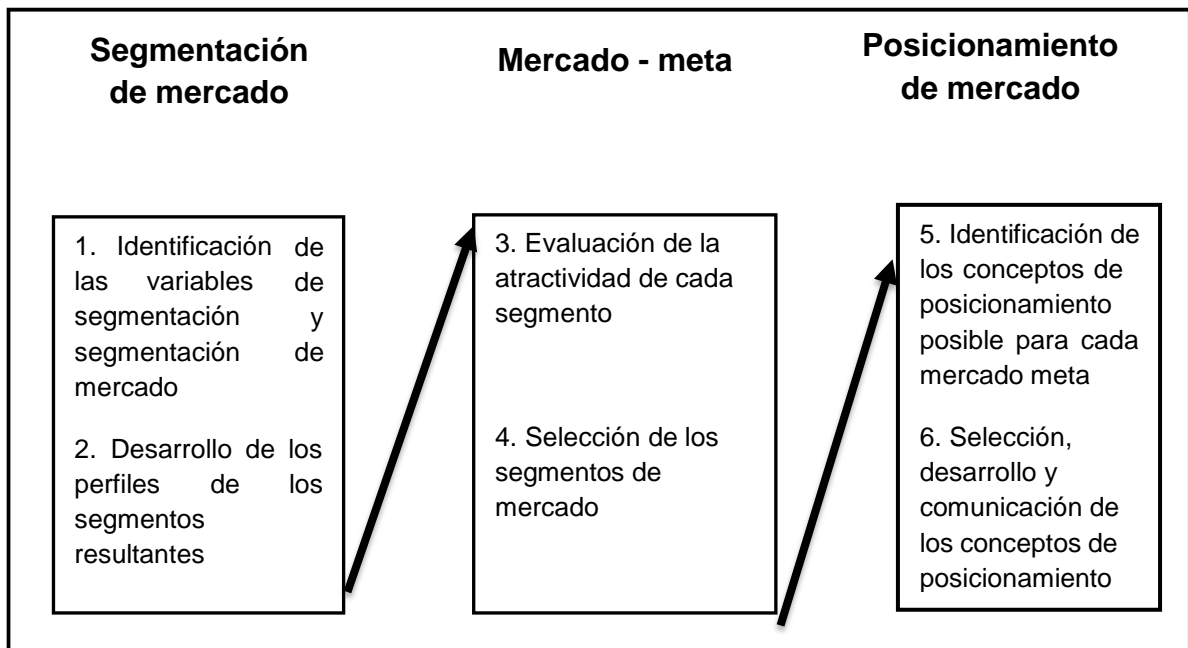 Segmentación
de mercado
Mercado - meta
Posicionamiento
de mercado
1. Identificación de
las variables de
segmentación y
segmentación de
mercado
2. Desarrollo de los
perfiles de los
segmentos
resultantes
3. Evaluación de la
atractividad de cada
segmento
4. Selección de los
segmentos de
mercado
5. Identificación de
los conceptos de
posicionamiento
posible para cada
mercado meta
6. Selección,
desarrollo y
comunicación de
los conceptos de
posicionamiento